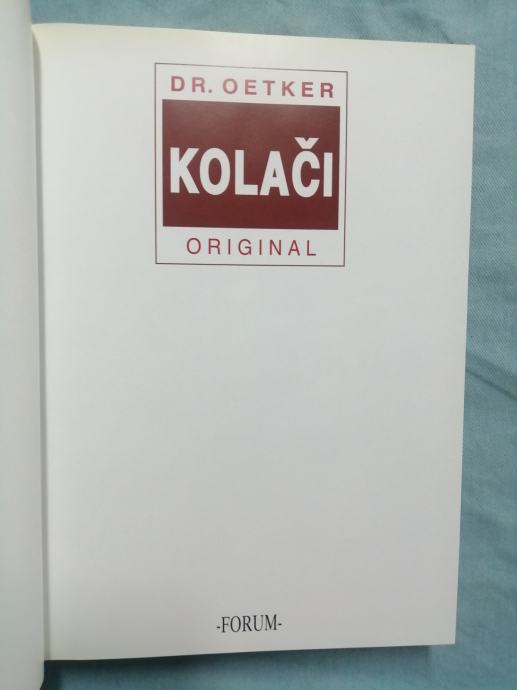 DR. OETKER
KOLAČI
ORIGINAL
-FORUM-